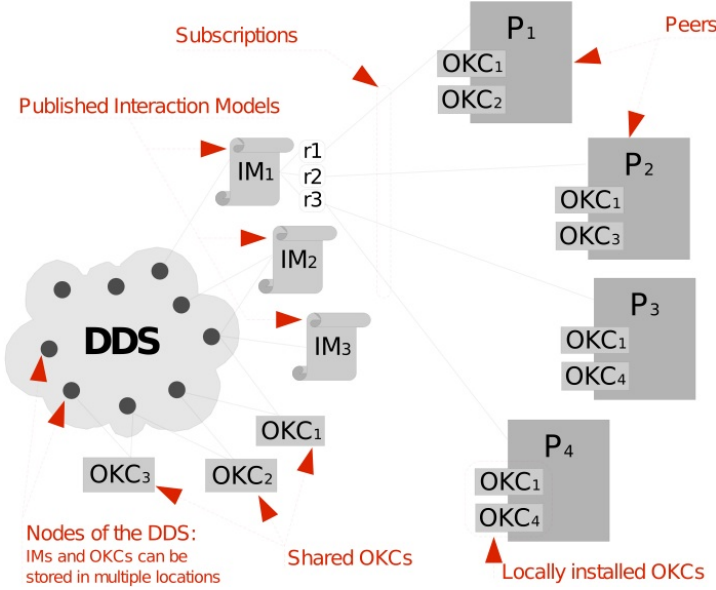 Subscriptions
Published Interaction Models
Peers
P1
OKC1
OKC2
P2
OKC1
OKC3
P3
OKC1
OKC4
P4
OKC1
OKC4
IM1
r1
r2
r3
IM2
IM3
DDS
OKC1
OKC2
OKC3
Nodes of the DDS:
IMs and OKCs can be
stored in multiple locations
Shared OKCs
Locally installed OKCs